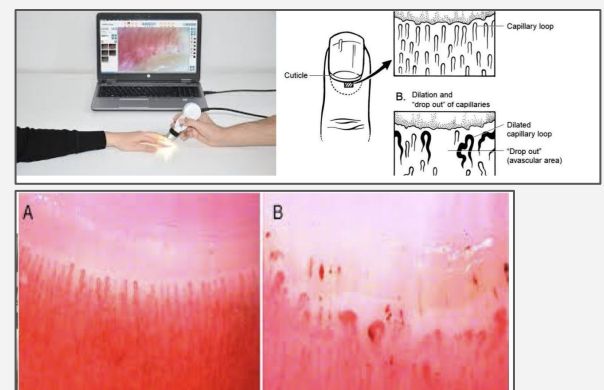 Capillary loop
Cuticle
B. Dilation and
"drop out" of capillaries
Dilated
capillary loop
"Drop out"
(avascular area)
A
B